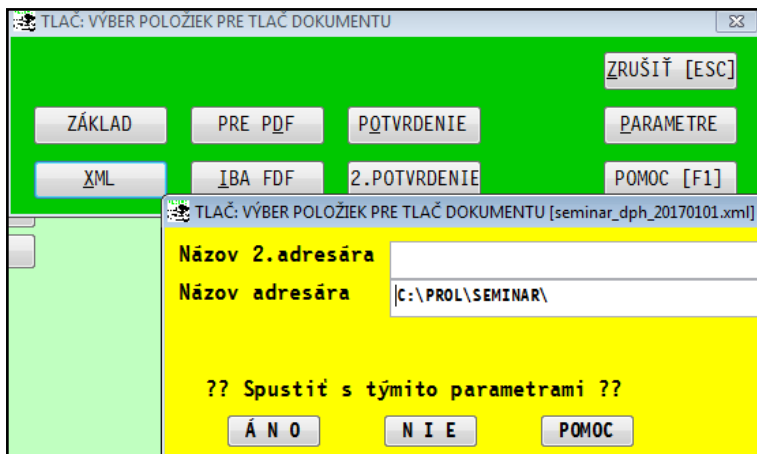 TLAČ: VÝBER POLOŽIEK PRE TLAČ DOKUMENTU
ZRUŠIŤ [ESC]
ZÁKLAD PRE PDF POTVRDENIE PARAMETRE
XML IBA FDF 2.POTVRDENIE POMOC [F1]
TLAČ: VÝBER POLOŽIEK PRE TLAČ DOKUMENTU [seminar_dph_20170101.xml]
Názov 2.adresára
Názov adresára C:\PROL\SEMINAR\
?? Spustiť s týmito parametrami ??
Á N O N I E POMOC